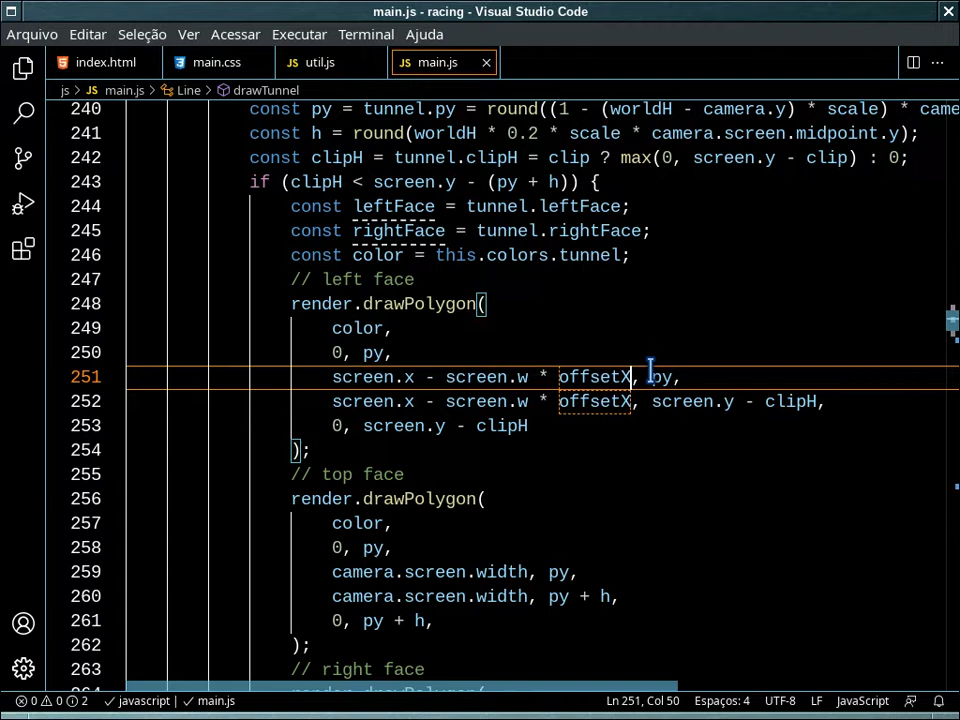 main.js - racing - Visual Studio Code
Arquivo Editar Seleção Ver Acessar Executar Terminal Ajuda
index.html main.css util.js main.js
js > main.js > Line > drawTunnel
240 const py = tunnel.py = round((1 - (worldH - camera.y) * scale) * came
241 const h = round(worldH * 0.2 * scale * camera.screen.midpoint.y);
242 const clipH = tunnel.clipH = clip ? max(0, screen.y - clip) : 0;
243 if (clipH < screen.y - (py + h)) {
244 const leftFace = tunnel.leftFace;
245 const rightFace = tunnel.rightFace;
246 const color = this.colors.tunnel;
247 // left face
248 render.drawPolygon(
249 color,
250 0, py,
251 screen.x - screen.w * offsetX, py,
252 screen.x - screen.w * offsetX, screen.y - clipH,
253 0, screen.y - clipH
254 );
255 // top face
256 render.drawPolygon(
257 color,
258 0, py,
259 camera.screen.width, py,
260 camera.screen.width, py + h,
261 0, py + h,
262 );
263 // right face
264 render.drawPolygon(
0 0 2 javascript main.js Ln 251, Col 50 Espaços: 4 UTF-8 LF JavaScript